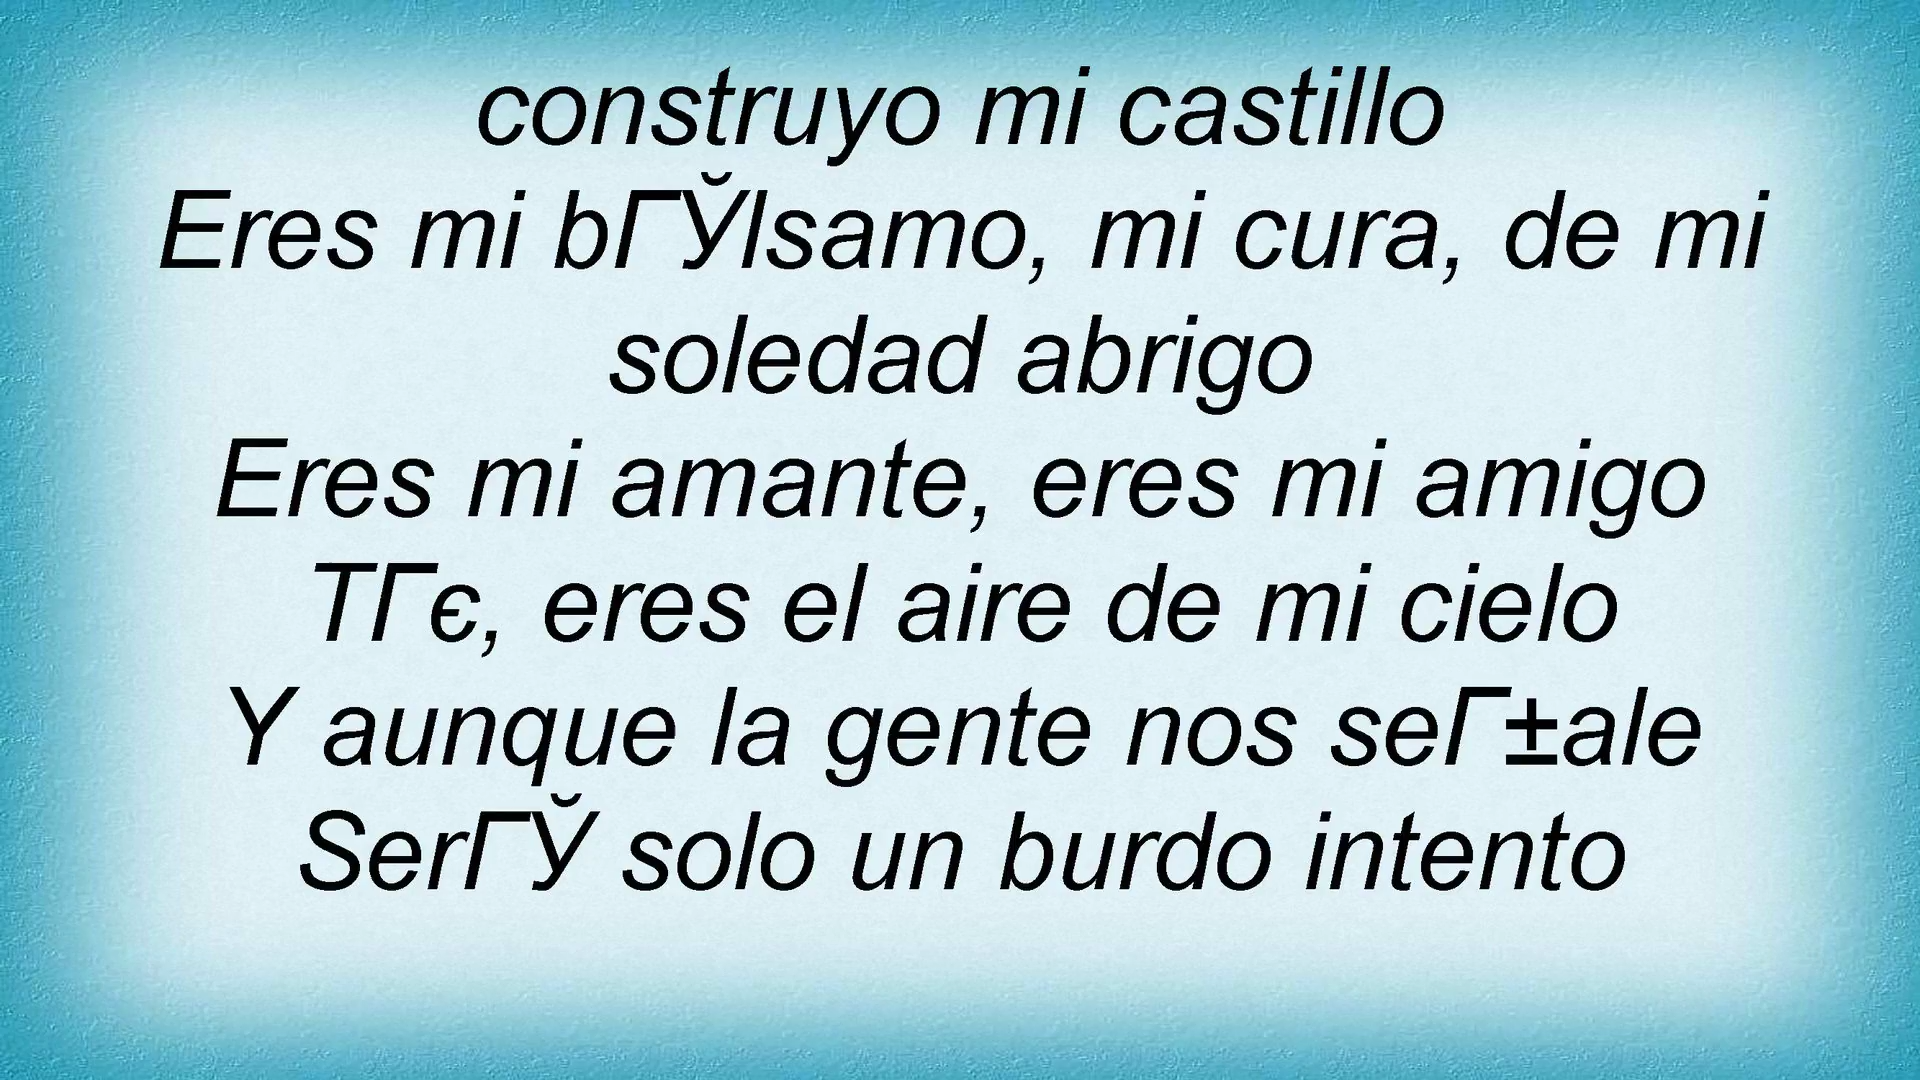 construyo mi castillo
Eres mi bГЎlsamo, mi cura, de mi
soledad abrigo
Eres mi amante, eres mi amigo
TГє, eres el aire de mi cielo
Y aunque la gente nos seГ±ale
SerГЎ solo un burdo intento